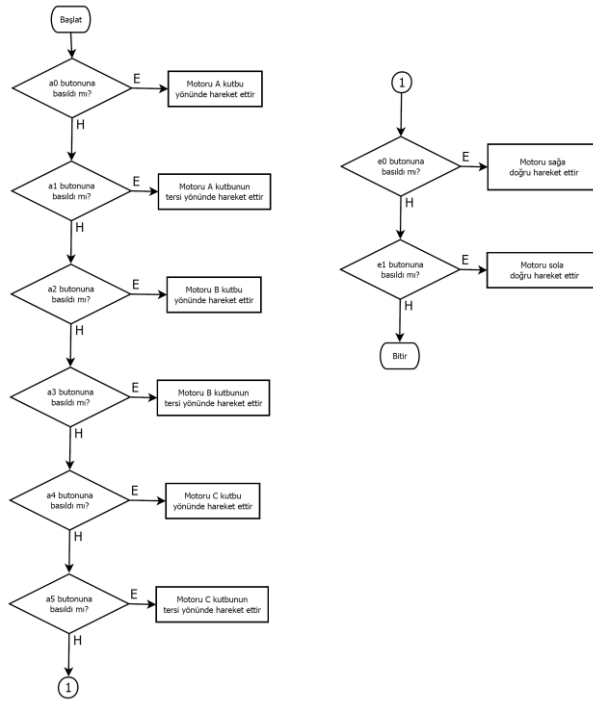 Başlat
a0 butonuna
basıldı mı?
E
Motoru A kutbu
yönünde hareket ettir
H
a1 butonuna
basıldı mı?
E
Motoru A kutbunun
tersi yönünde hareket ettir
H
a2 butonuna
basıldı mı?
E
Motoru B kutbu
yönünde hareket ettir
H
a3 butonuna
basıldı mı?
E
Motoru B kutbunun
tersi yönünde hareket ettir
H
a4 butonuna
basıldı mı?
E
Motoru C kutbu
yönünde hareket ettir
H
a5 butonuna
basıldı mı?
E
Motoru C kutbunun
tersi yönünde hareket ettir
H
1
1
e0 butonuna
basıldı mı?
E
Motoru sağa
doğru hareket ettir
H
e1 butonuna
basıldı mı?
E
Motoru sola
doğru hareket ettir
H
Bitir